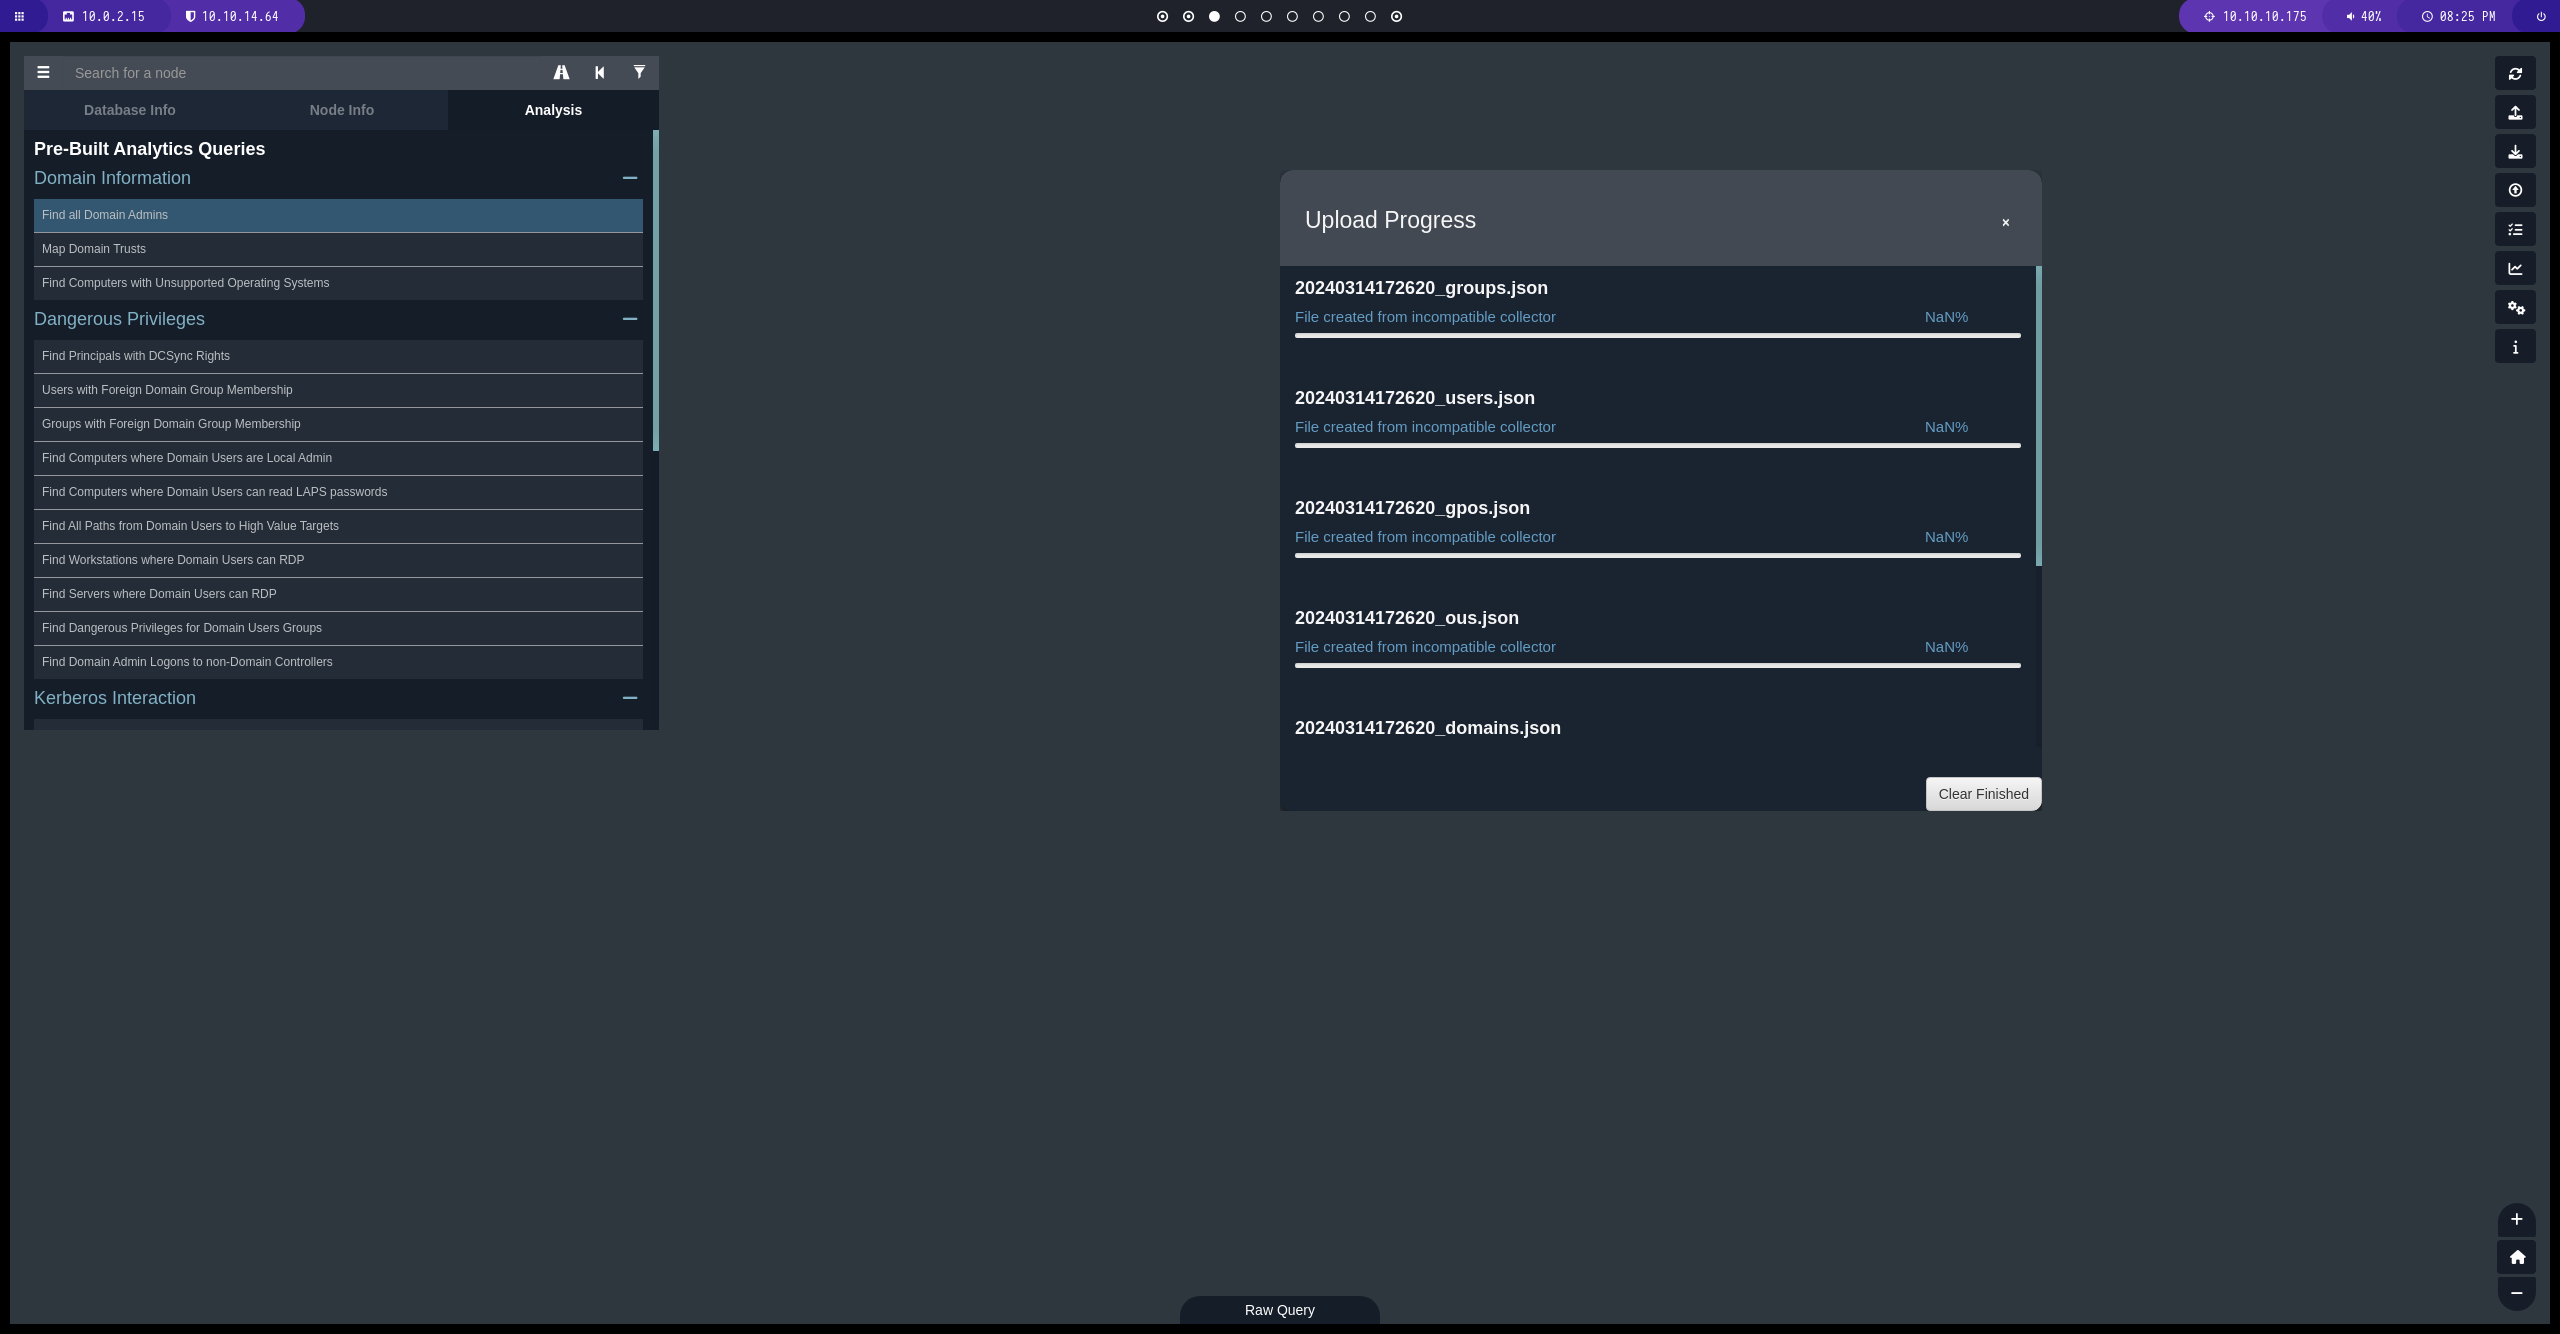 10.0.2.15 10.10.14.64 10.10.10.175 40% 08:25 PM
Search for a node
Database Info Node Info Analysis
Pre-Built Analytics Queries
Domain Information
Find all Domain Admins
Map Domain Trusts
Find Computers with Unsupported Operating Systems
Dangerous Privileges
Find Principals with DCSync Rights
Users with Foreign Domain Group Membership
Groups with Foreign Domain Group Membership
Find Computers where Domain Users are Local Admin
Find Computers where Domain Users can read LAPS passwords
Find All Paths from Domain Users to High Value Targets
Find Workstations where Domain Users can RDP
Find Servers where Domain Users can RDP
Find Dangerous Privileges for Domain Users Groups
Find Domain Admin Logons to non-Domain Controllers
Kerberos Interaction
Upload Progress
20240314172620_groups.json
File created from incompatible collector NaN%
20240314172620_users.json
File created from incompatible collector NaN%
20240314172620_gpos.json
File created from incompatible collector NaN%
20240314172620_ous.json
File created from incompatible collector NaN%
20240314172620_domains.json
Clear Finished
Raw Query